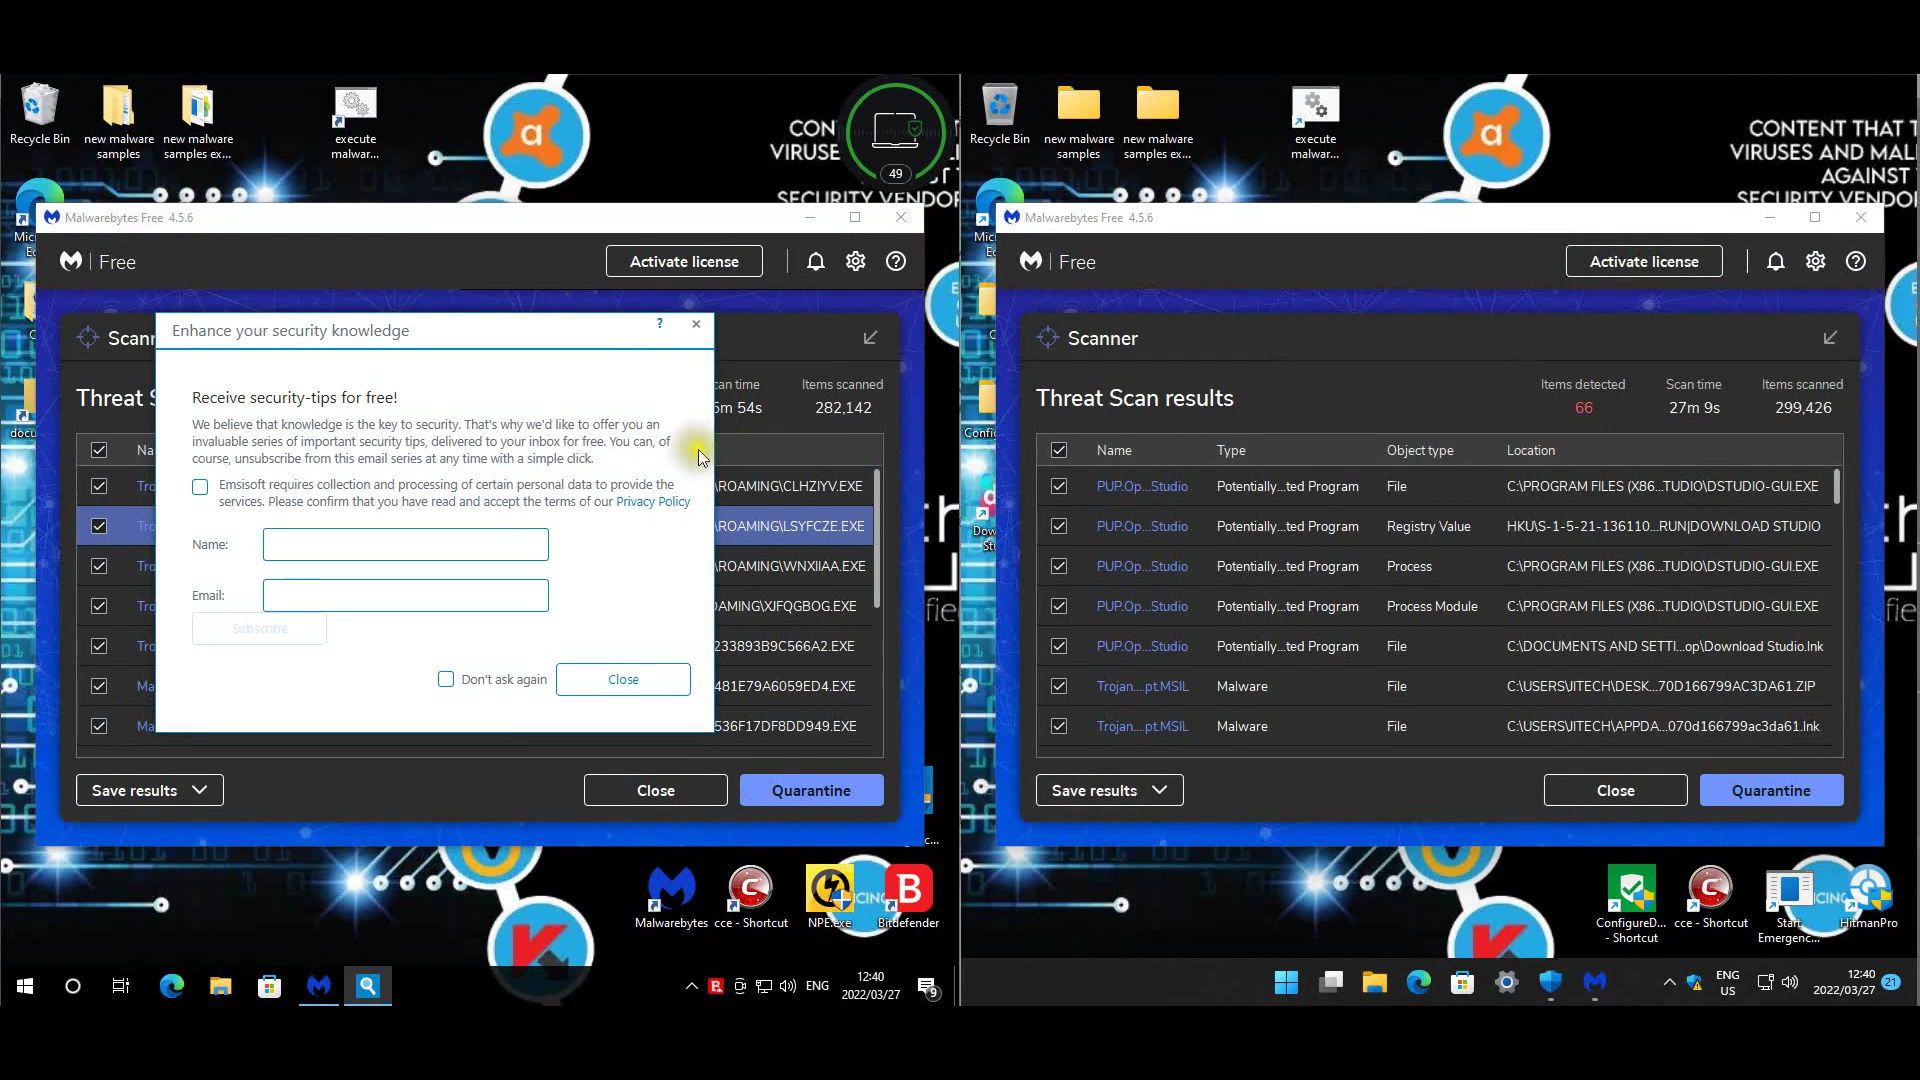 Recycle Bin
new malware
samples
new malware
samples ex...
execute
malwar...
49
SECURITY VENDOR
Malwarebytes Free 4.5.6
Free
Activate license
Enhance your security knowledge
?
Receive security-tips for free!
We believe that knowledge is the key to security. That's why we'd like to offer you an
invaluable series of important security tips, delivered to your inbox for free. You can, of
course, unsubscribe from this email series at any time with a simple click.
Emsisoft requires collection and processing of certain personal data to provide the
services. Please confirm that you have read and accept the terms of our Privacy Policy
Name:
Email:
Subscribe
Don't ask again
Close
Scann
Threat S
can time
Items scanned
5m 54s
282,142
Na
Tro
\ROAMING\CLHZIYV.EXE
Tro
\ROAMING\LSYFCZE.EXE
Tro
\ROAMING\WNXIIAA.EXE
Tro
OAMING\XJFQGBOG.EXE
Tro
233893B9C566A2.EXE
Ma
481E79A6059ED4.EXE
Ma
536F17DF8DD949.EXE
Save results
Close
Quarantine
Malwarebytes
cce - Shortcut
NPE.exe
Bitdefender
ENG
12:40
2022/03/27
9
Recycle Bin
new malware
samples
new malware
samples ex...
execute
malwar...
CONTENT THAT T
VIRUSES AND MAL
AGAINST
SECURITY VENDOR
Malwarebytes Free 4.5.6
Free
Activate license
Scanner
Threat Scan results
Items detected
Scan time
Items scanned
66
27m 9s
299,426
Name
Type
Object type
Location
PUP.Op...Studio
Potentially...ted Program
File
C:\PROGRAM FILES (X86...TUDIO\DSTUDIO-GUI.EXE
PUP.Op...Studio
Potentially...ted Program
Registry Value
HKU\S-1-5-21-136110...RUN|DOWNLOAD STUDIO
PUP.Op...Studio
Potentially...ted Program
Process
C:\PROGRAM FILES (X86...TUDIO\DSTUDIO-GUI.EXE
PUP.Op...Studio
Potentially...ted Program
Process Module
C:\PROGRAM FILES (X86...TUDIO\DSTUDIO-GUI.EXE
PUP.Op...Studio
Potentially...ted Program
File
C:\DOCUMENTS AND SETTI...op\Download Studio.lnk
Trojan....pt.MSIL
Malware
File
C:\USERS\ITECH\DESK...70D166799AC3DA61.ZIP
Trojan....pt.MSIL
Malware
File
C:\USERS\ITECH\APPDA...070d166799ac3da61.lnk
Save results
Close
Quarantine
ConfigureD...
- Shortcut
cce - Shortcut
Start
Emergenc...
HitmanPro
ENG
US
12:40
2022/03/27
21